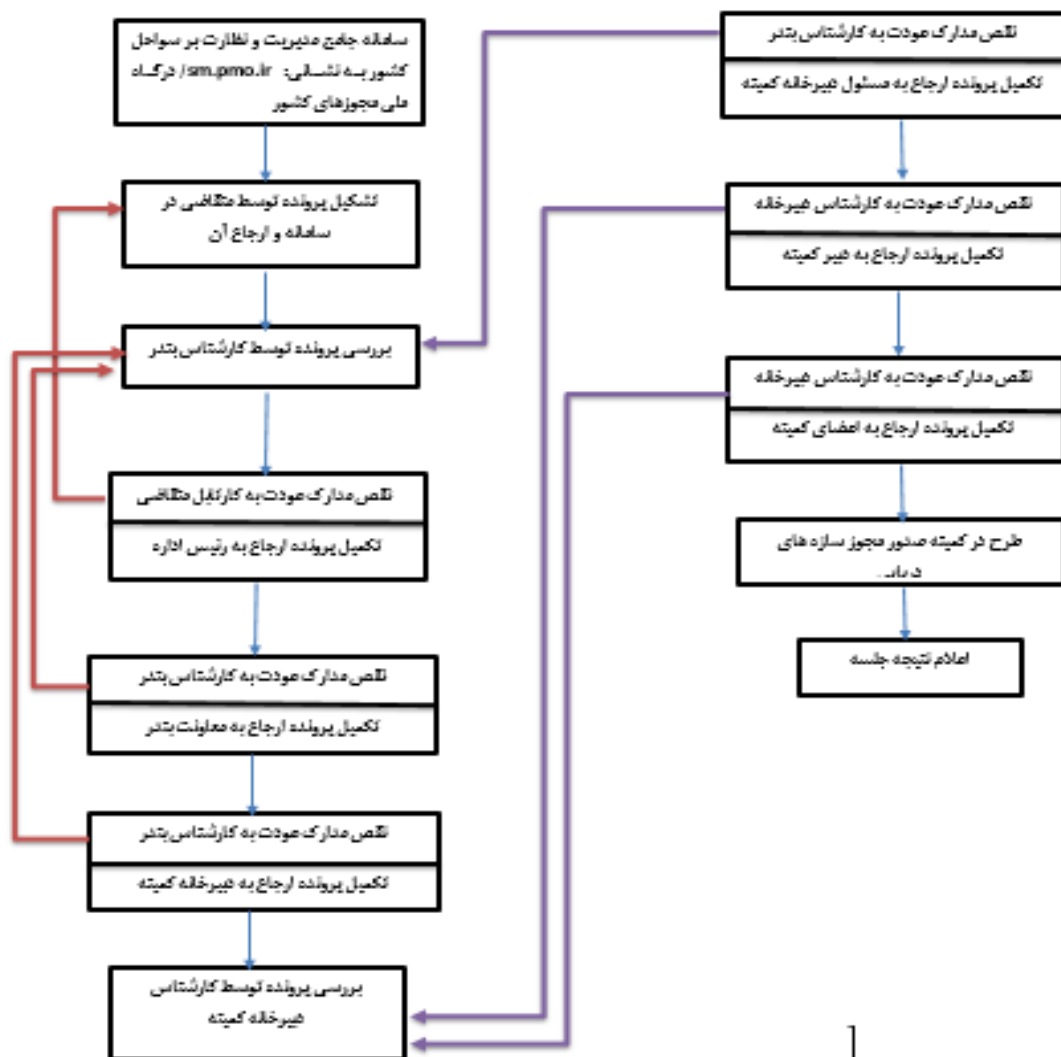 سامانه جامع مدیریت و نظارت بر سواحل
کشور به نشانی: sm.pmo.ir/ درگاه
ملی مجوزهای کشور
تشکیل پرونده توسط متقاضی در
سامانه و ارجاع آن
بررسی پرونده توسط کارشناس بندر
نقص مدارک عودت به کارتابل متقاضی
تکمیل پرونده ارجاع به رئیس اداره
نقص مدارک عودت به کارشناس بندر
تکمیل پرونده ارجاع به معاونت بندر
نقص مدارک عودت به کارشناس بندر
تکمیل پرونده ارجاع به دبیرخانه کمیته
بررسی پرونده توسط کارشناس
دبیرخانه کمیته
نقص مدارک عودت به کارشناس بندر
تکمیل پرونده ارجاع به مسئول دبیرخانه کمیته
نقص مدارک عودت به کارشناس دبیرخانه
تکمیل پرونده ارجاع به دبیر کمیته
نقص مدارک عودت به کارشناس دبیرخانه
تکمیل پرونده ارجاع به اعضای کمیته
طرح در کمیته صدور مجوز سازه های
اعلام نتیجه جلسه